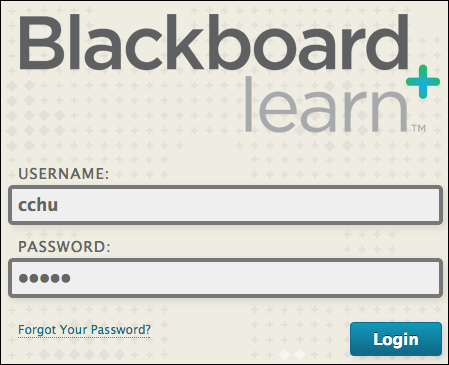 Blackboard
learn+™
USERNAME:
cchu
PASSWORD:
●●●●●
Forgot Your Password?
Login